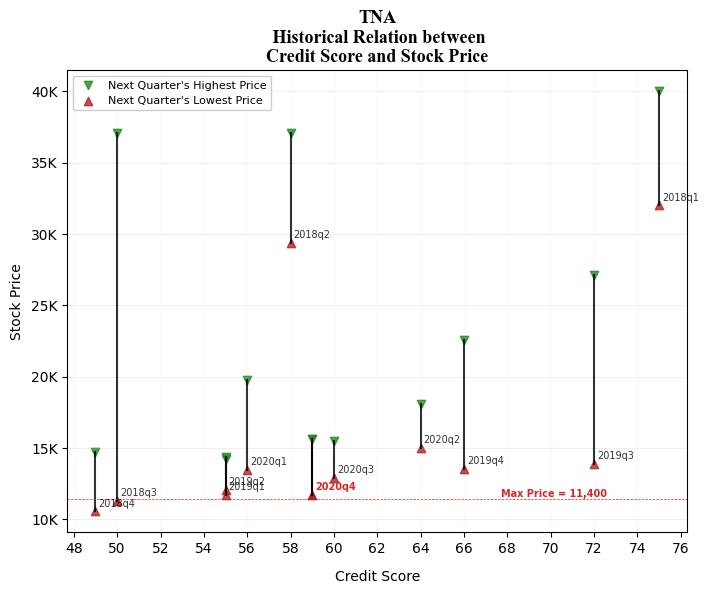 TNA
Historical Relation between
Credit Score and Stock Price
Next Quarter's Highest Price
Next Quarter's Lowest Price
Stock Price
40K
35K
30K
25K
20K
15K
10K
2018q1
2018q2
2019q3
2019q4
2020q2
2020q1
2020q3
2020q4
2019q2
2019q1
2018q3
2018q4
Max Price = 11,400
48 50 52 54 56 58 60 62 64 66 68 70 72 74 76
Credit Score